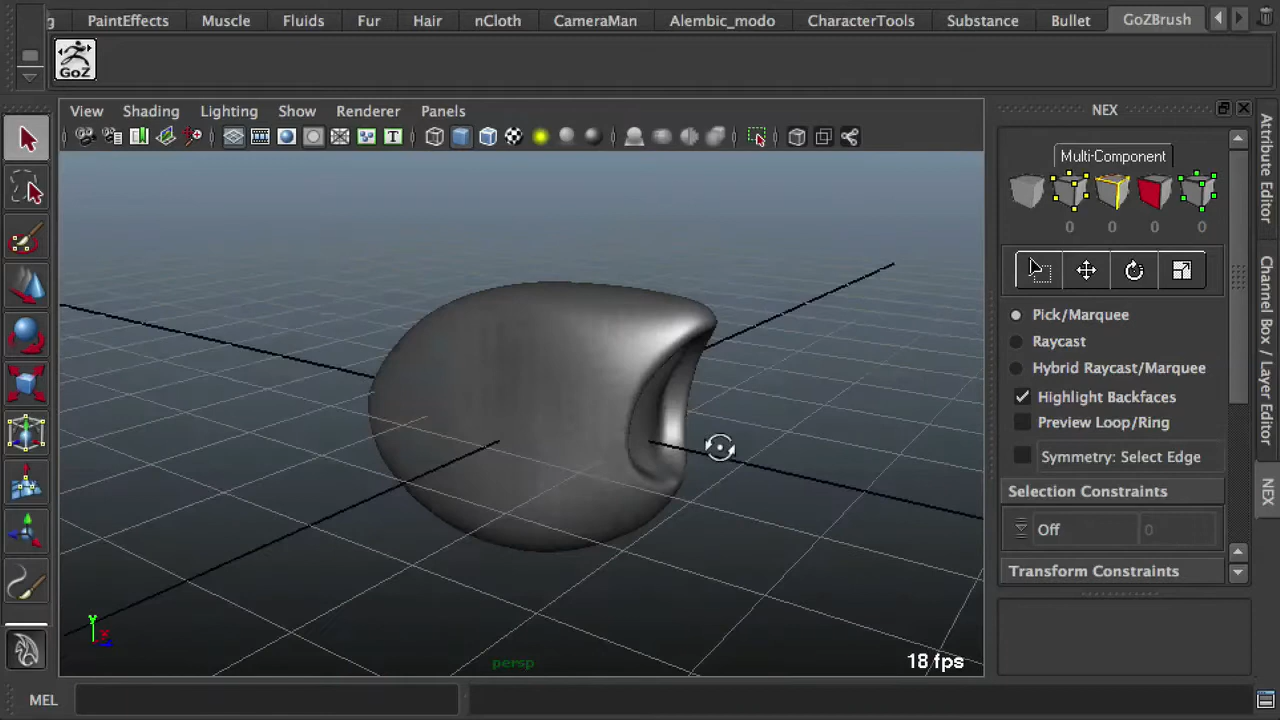 g PaintEffects Muscle Fluids Fur Hair nCloth CameraMan Alembic_modo CharacterTools Substance Bullet GoZBrush
GoZ
View Shading Lighting Show Renderer Panels
T
NEX
Multi-Component
0 0 0 0
Pick/Marquee
Raycast
Hybrid Raycast/Marquee
Highlight Backfaces
Preview Loop/Ring
Symmetry: Select Edge
Selection Constraints
Off 0
Transform Constraints
Attribute Editor
Channel Box / Layer Editor
NEX
y x
persp
18 fps
MEL